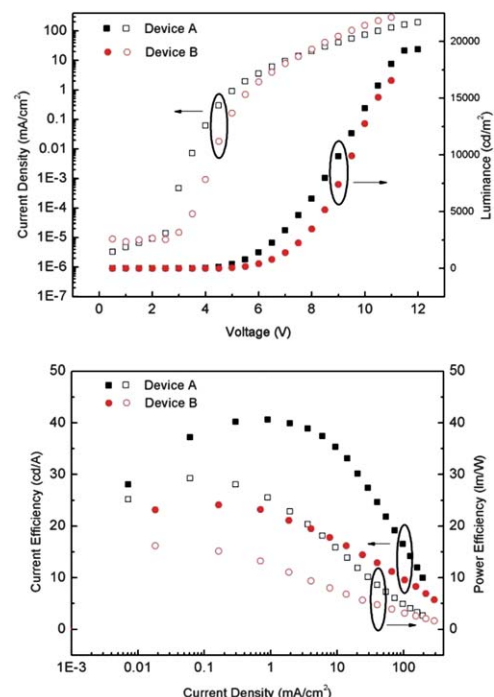 Device A
Device B
Current Density (mA/cm²)
100
10
1
0.1
0.01
1E-3
1E-4
1E-5
1E-6
1E-7
20000
15000
10000
5000
0
Luminance (cd/m²)
0
2
4
6
8
10
12
Voltage (V)
Device A
Device B
Current Efficiency (cd/A)
50
40
30
20
10
0
50
40
30
20
10
0
Power Efficiency (lm/W)
1E-3
0.01
0.1
1
10
100
Current Density (mA/cm²)